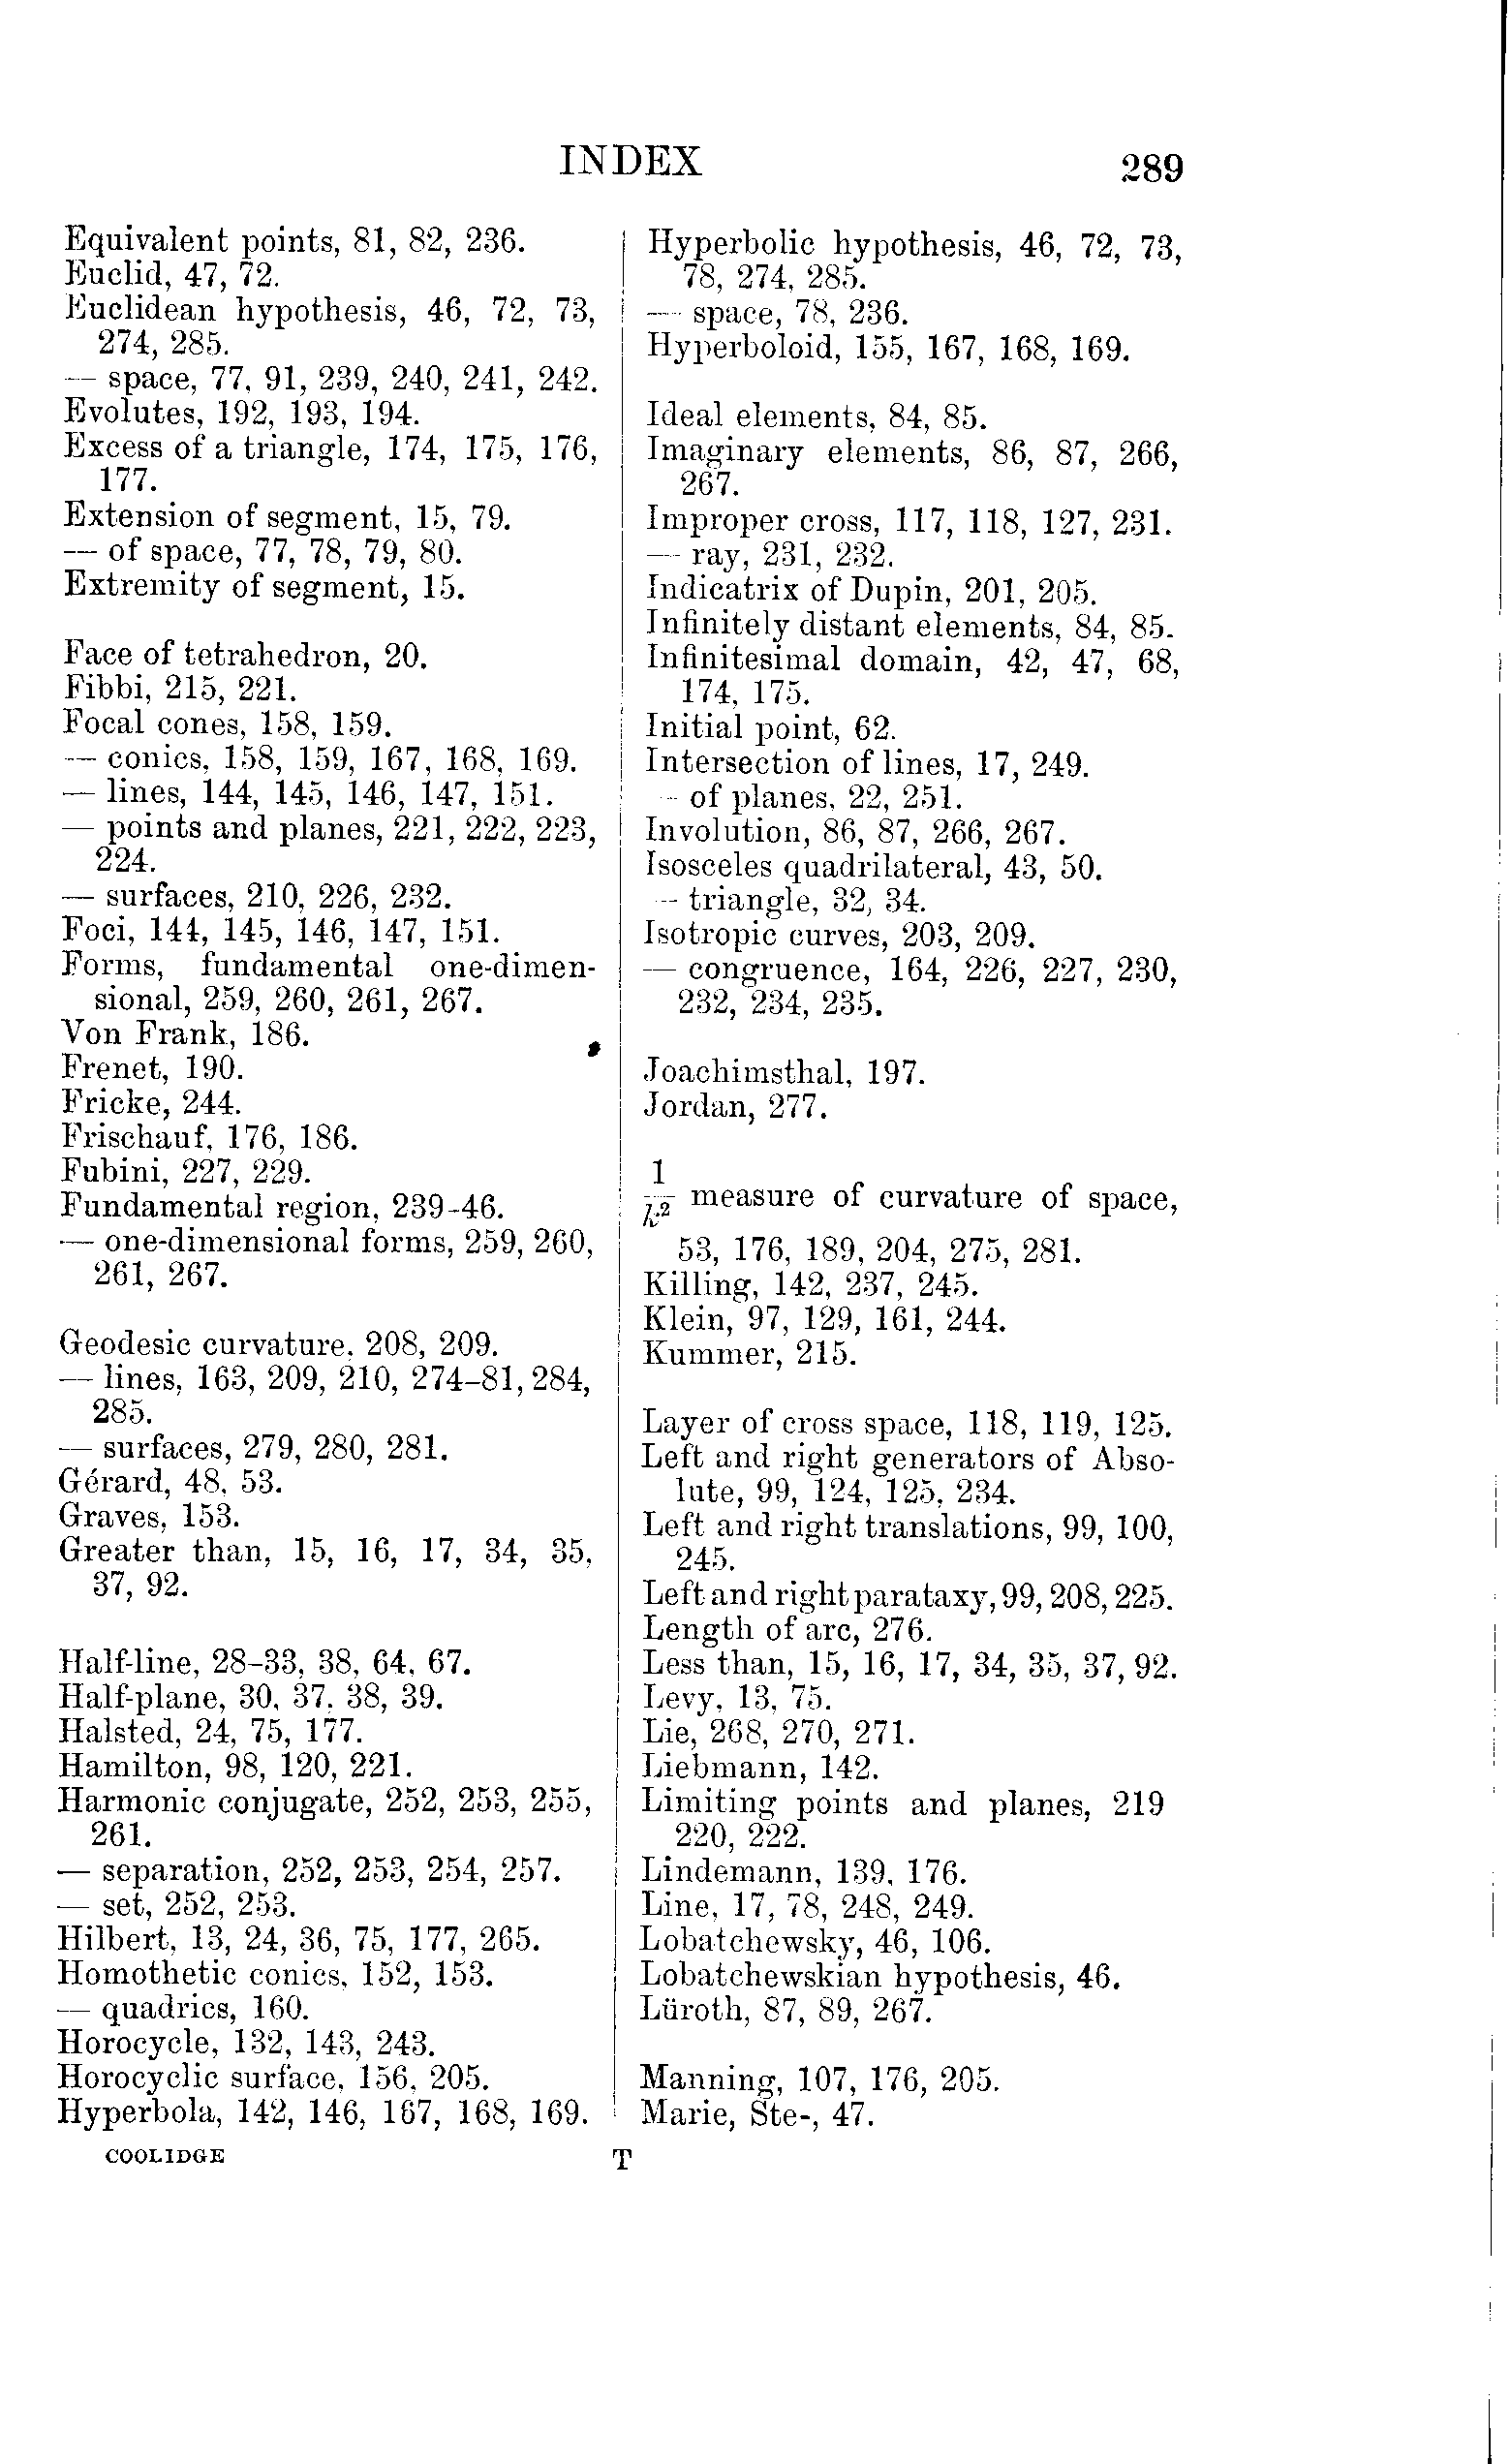 INDEX
289
Equivalent points, 81, 82, 236.
Euclid, 47, 72.
Euclidean hypothesis, 46, 72, 73,
274, 285.
— space, 77, 91, 239, 240, 241, 242.
Evolutes, 192, 193, 194.
Excess of a triangle, 174, 175, 176,
177.
Extension of segment, 15, 79.
— of space, 77, 78, 79, 80.
Extremity of segment, 15.
Face of tetrahedron, 20.
Fibbi, 215, 221.
Focal cones, 158, 159.
— conics, 158, 159, 167, 168, 169.
— lines, 144, 145, 146, 147, 151.
— points and planes, 221, 222, 223,
224.
— surfaces, 210, 226, 232.
Foci, 144, 145, 146, 147, 151.
Forms, fundamental one-dimen-
sional, 259, 260, 261, 267.
Von Frank, 186.
Frenet, 190.
Fricke, 244.
Frischauf, 176, 186.
Fubini, 227, 229.
Fundamental region, 239-46.
— one-dimensional forms, 259, 260,
261, 267.
Geodesic curvature, 208, 209.
— lines, 163, 209, 210, 274-81, 284,
285.
— surfaces, 279, 280, 281.
Gérard, 48, 53.
Graves, 153.
Greater than, 15, 16, 17, 34, 35,
37, 92.
Half-line, 28-33, 38, 64, 67.
Half-plane, 30, 37, 38, 39.
Halsted, 24, 75, 177.
Hamilton, 98, 120, 221.
Harmonic conjugate, 252, 253, 255,
261.
— separation, 252, 253, 254, 257.
— set, 252, 253.
Hilbert, 13, 24, 36, 75, 177, 265.
Homothetic conics, 152, 153.
— quadrics, 160.
Horocycle, 132, 143, 243.
Horocyclic surface, 156, 205.
Hyperbola, 142, 146, 167, 168, 169.
Hyperbolic hypothesis, 46, 72, 73,
78, 274, 285.
— space, 78, 236.
Hyperboloid, 155, 167, 168, 169.
Ideal elements, 84, 85.
Imaginary elements, 86, 87, 266,
267.
Improper cross, 117, 118, 127, 231.
— ray, 231, 232.
Indicatrix of Dupin, 201, 205.
Infinitely distant elements, 84, 85.
Infinitesimal domain, 42, 47, 68,
174, 175.
Initial point, 62.
Intersection of lines, 17, 249.
— of planes, 22, 251.
Involution, 86, 87, 266, 267.
Isosceles quadrilateral, 43, 50.
— triangle, 32, 34.
Isotropic curves, 203, 209.
— congruence, 164, 226, 227, 230,
232, 234, 235.
Joachimsthal, 197.
Jordan, 277.
1/k² measure of curvature of space,
53, 176, 189, 204, 275, 281.
Killing, 142, 237, 245.
Klein, 97, 129, 161, 244.
Kummer, 215.
Layer of cross space, 118, 119, 125.
Left and right generators of Abso-
lute, 99, 124, 125, 234.
Left and right translations, 99, 100,
245.
Left and right parataxy, 99, 208, 225.
Length of arc, 276.
Less than, 15, 16, 17, 34, 35, 37, 92.
Levy, 13, 75.
Lie, 268, 270, 271.
Liebmann, 142.
Limiting points and planes, 219
220, 222.
Lindemann, 139, 176.
Line, 17, 78, 248, 249.
Lobatchewsky, 46, 106.
Lobatchewskian hypothesis, 46.
Lüroth, 87, 89, 267.
Manning, 107, 176, 205.
Marie, Ste-, 47.
COOLIDGE
T